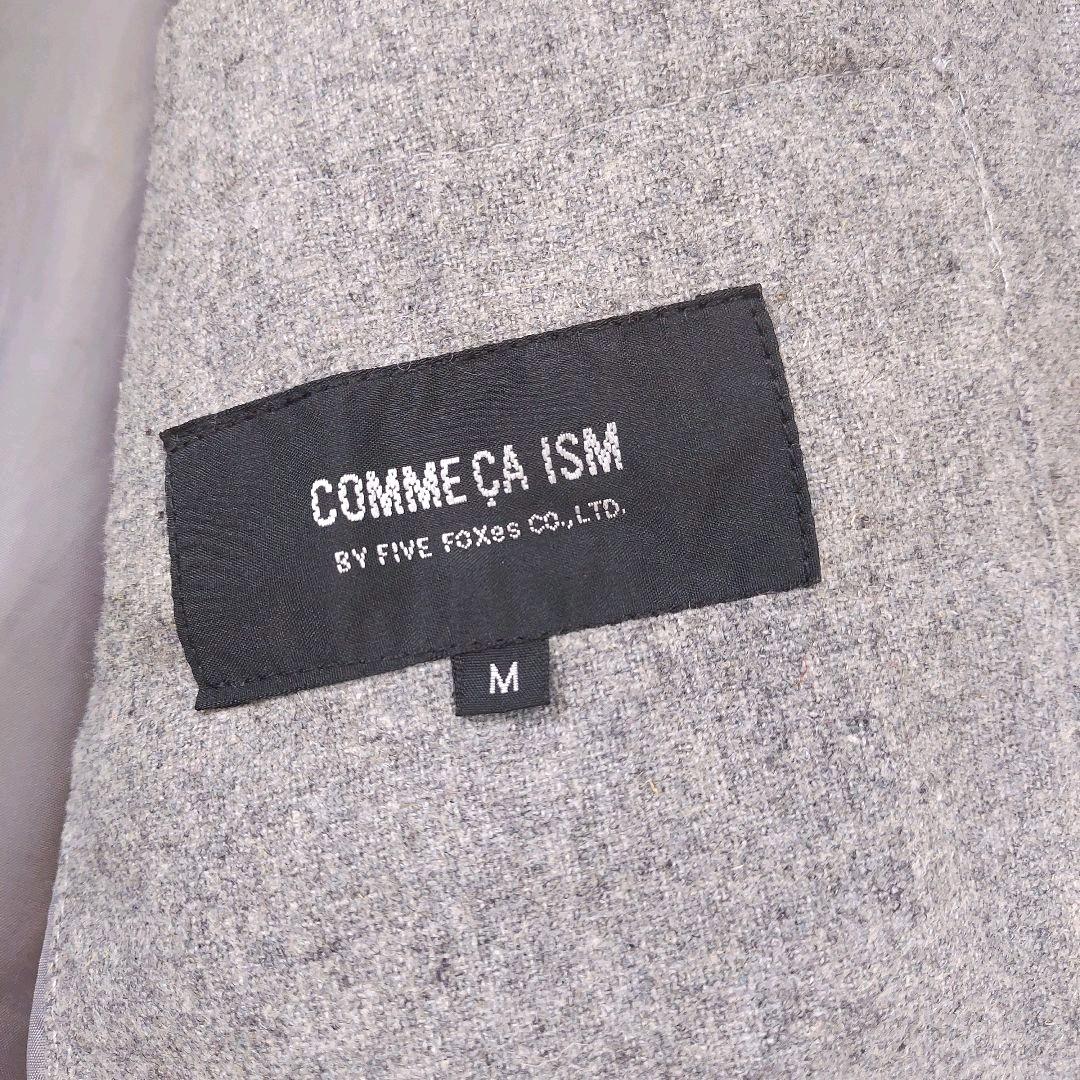 COMME ÇA ISM
BY FIVE FOXes CO.,LTD.
M